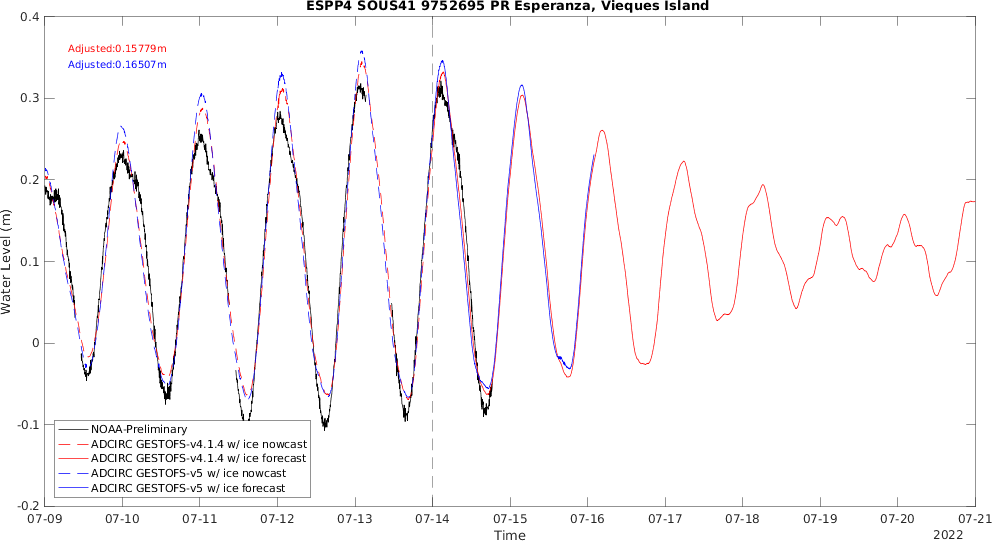 ESPP4 SOUS41 9752695 PR Esperanza, Vieques Island
0.4
Adjusted:0.15779m
Adjusted:0.16507m
0.3
0.2
Water Level (m)
0.1
0
-0.1
NOAA-Preliminary
ADCIRC GESTOFS-v4.1.4 w/ ice nowcast
ADCIRC GESTOFS-v4.1.4 w/ ice forecast
ADCIRC GESTOFS-v5 w/ ice nowcast
ADCIRC GESTOFS-v5 w/ ice forecast
-0.2
07-09 07-10 07-11 07-12 07-13 07-14 07-15 07-16 07-17 07-18 07-19 07-20 07-21
Time
2022